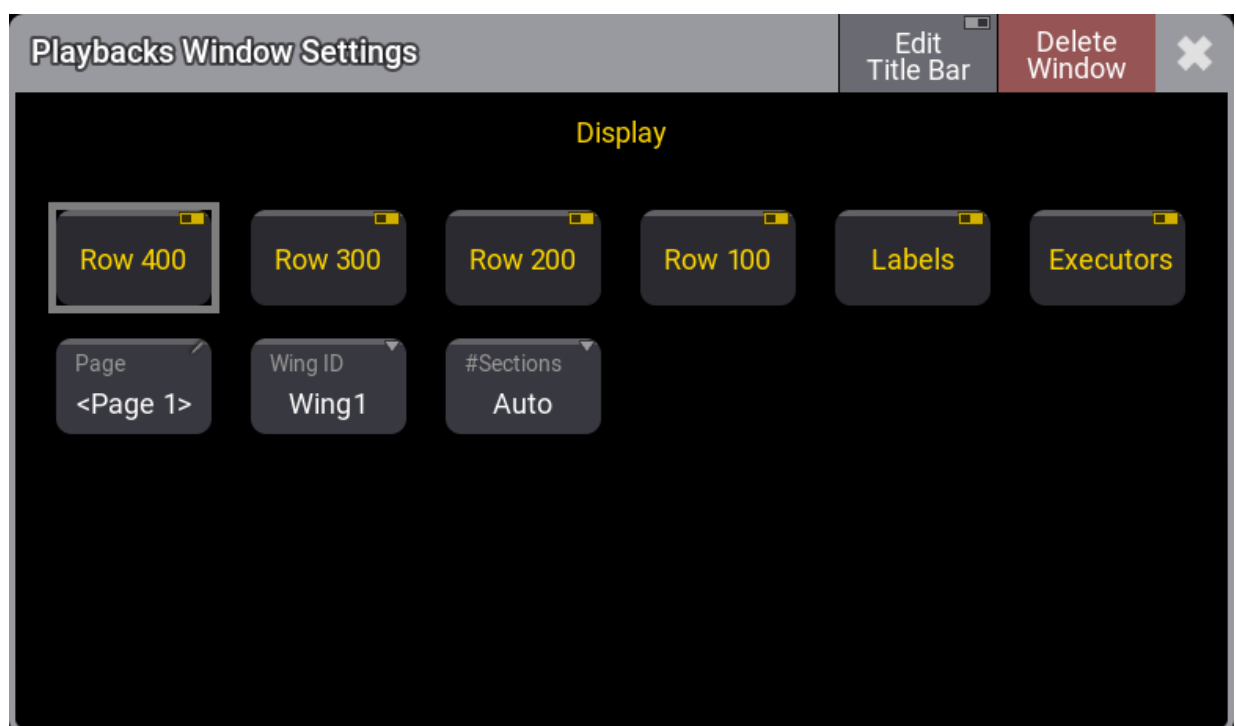 Playbacks Window Settings
Edit
Title Bar
Delete
Window
Display
Row 400
Row 300
Row 200
Row 100
Labels
Executors
Page
<Page 1>
Wing ID
Wing1
#Sections
Auto